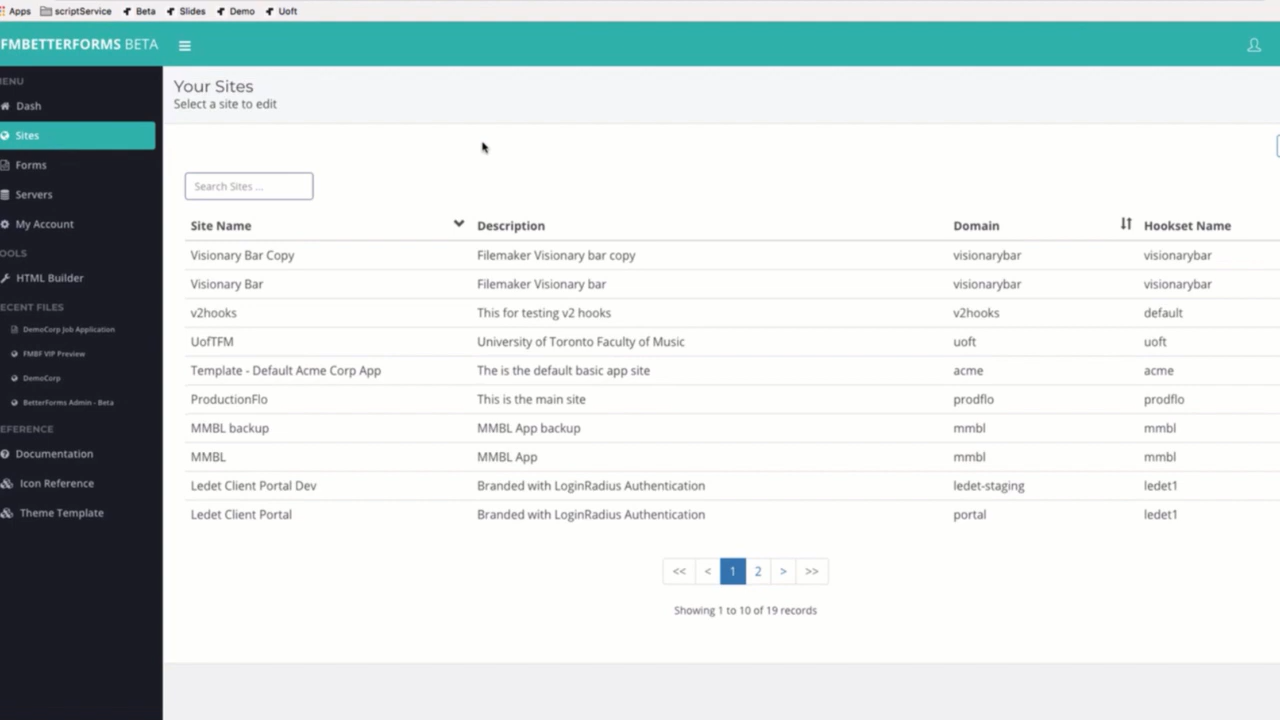 Apps scriptService Beta Slides Demo Uoft
FMBETTERFORMS BETA
ENU
Dash
Sites
Forms
Servers
My Account
OOLS
HTML Builder
ECENT FILES
DemoCorp Job Application
FMBF VIP Preview
DemoCorp
BetterForms Admin - Beta
EFERENCE
Documentation
Icon Reference
Theme Template
Your Sites
Select a site to edit
Search Sites ...
Site Name Description Domain Hookset Name
Visionary Bar Copy Filemaker Visionary bar copy visionarybar visionarybar
Visionary Bar Filemaker Visionary bar visionarybar visionarybar
v2hooks This for testing v2 hooks v2hooks default
UofTFM University of Toronto Faculty of Music uoft uoft
Template - Default Acme Corp App The is the default basic app site acme acme
ProductionFlo This is the main site prodflo prodflo
MMBL backup MMBL App backup mmbl mmbl
MMBL MMBL App mmbl mmbl
Ledet Client Portal Dev Branded with LoginRadius Authentication ledet-staging ledet1
Ledet Client Portal Branded with LoginRadius Authentication portal ledet1
<< < 1 2 > >>
Showing 1 to 10 of 19 records